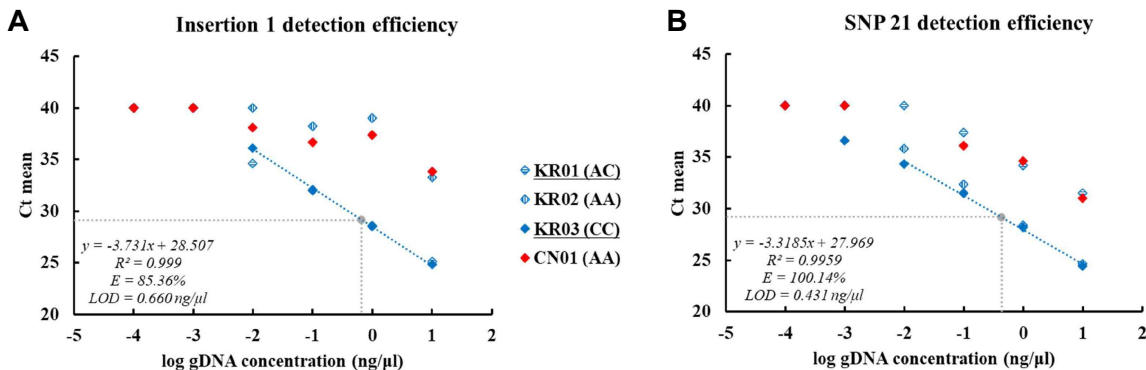 A
Insertion 1 detection efficiency
45
40
35
30
25
20
Ct mean
-5 -4 -3 -2 -1 0 1 2
log gDNA concentration (ng/µl)
y = -3.731x + 28.507
R² = 0.999
E = 85.36%
LOD = 0.660 ng/µl
KR01 (AC)
KR02 (AA)
KR03 (CC)
CN01 (AA)
B
SNP 21 detection efficiency
45
40
35
30
25
20
Ct mean
-5 -4 -3 -2 -1 0 1 2
log gDNA concentration (ng/µl)
y = -3.3185x + 27.969
R² = 0.9959
E = 100.14%
LOD = 0.431 ng/µl